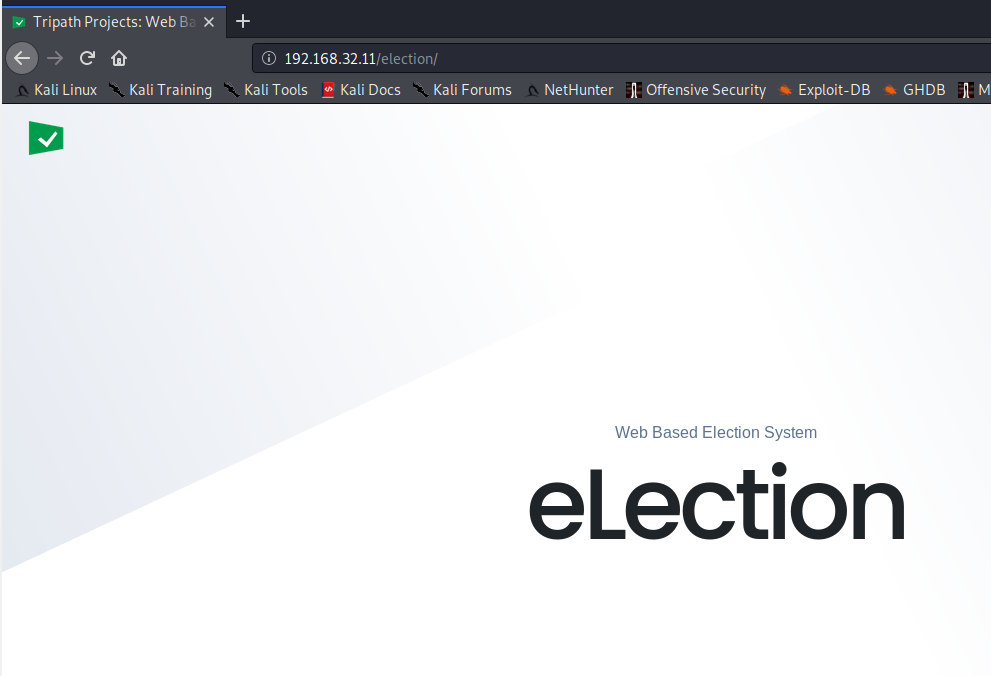 Tripath Projects: Web Ba
192.168.32.11/election/
Kali Linux Kali Training Kali Tools Kali Docs Kali Forums NetHunter Offensive Security Exploit-DB GHDB M
Web Based Election System
eLection